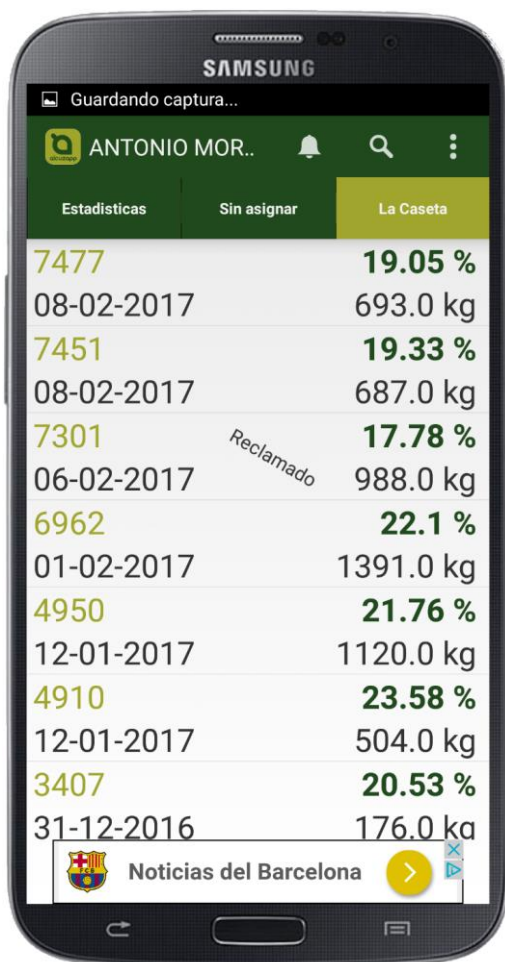 SAMSUNG
Guardando captura...
alcuzapp
ANTONIO MOR..
Estadisticas
Sin asignar
La Caseta
7477
19.05 %
08-02-2017
693.0 kg
7451
19.33 %
08-02-2017
687.0 kg
7301
Reclamado
17.78 %
06-02-2017
988.0 kg
6962
22.1 %
01-02-2017
1391.0 kg
4950
21.76 %
12-01-2017
1120.0 kg
4910
23.58 %
12-01-2017
504.0 kg
3407
20.53 %
31-12-2016
176.0 kg
FCB
Noticias del Barcelona